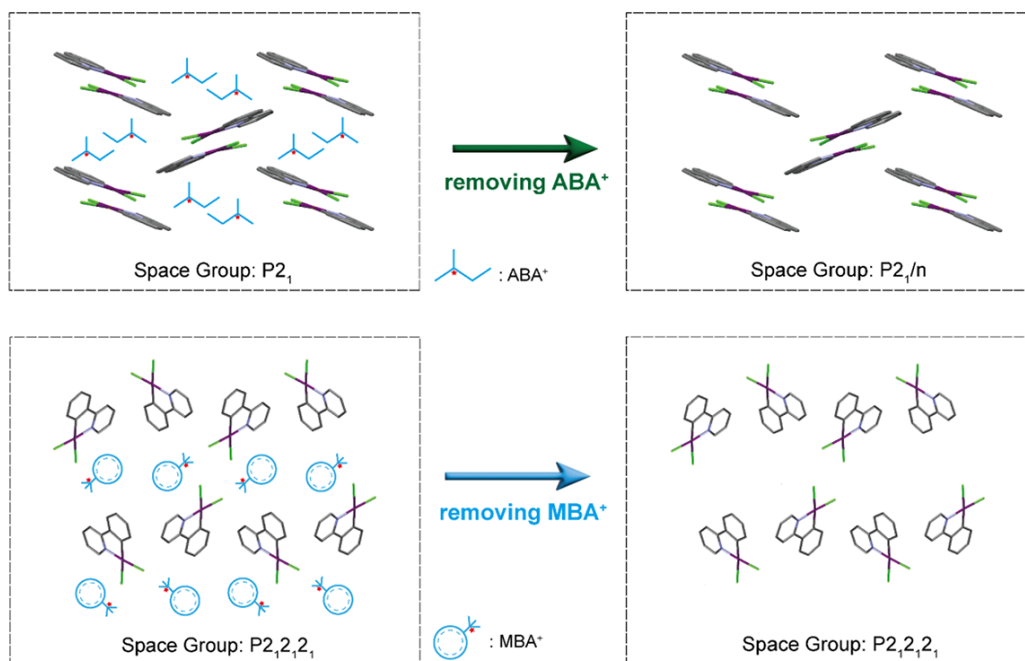 removing ABA⁺
Space Group: P2₁
: ABA⁺
Space Group: P2₁/n
removing MBA⁺
Space Group: P2₁2₁2₁
: MBA⁺
Space Group: P2₁2₁2₁